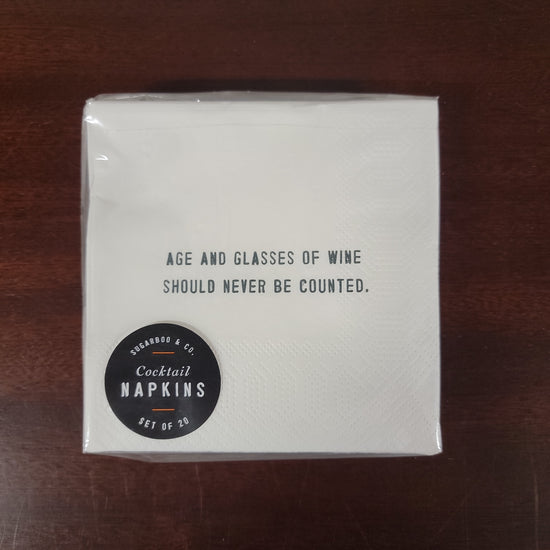 AGE AND GLASSES OF WINE
SHOULD NEVER BE COUNTED.
SUGARBOO & CO.
Cocktail
NAPKINS
SET OF 20